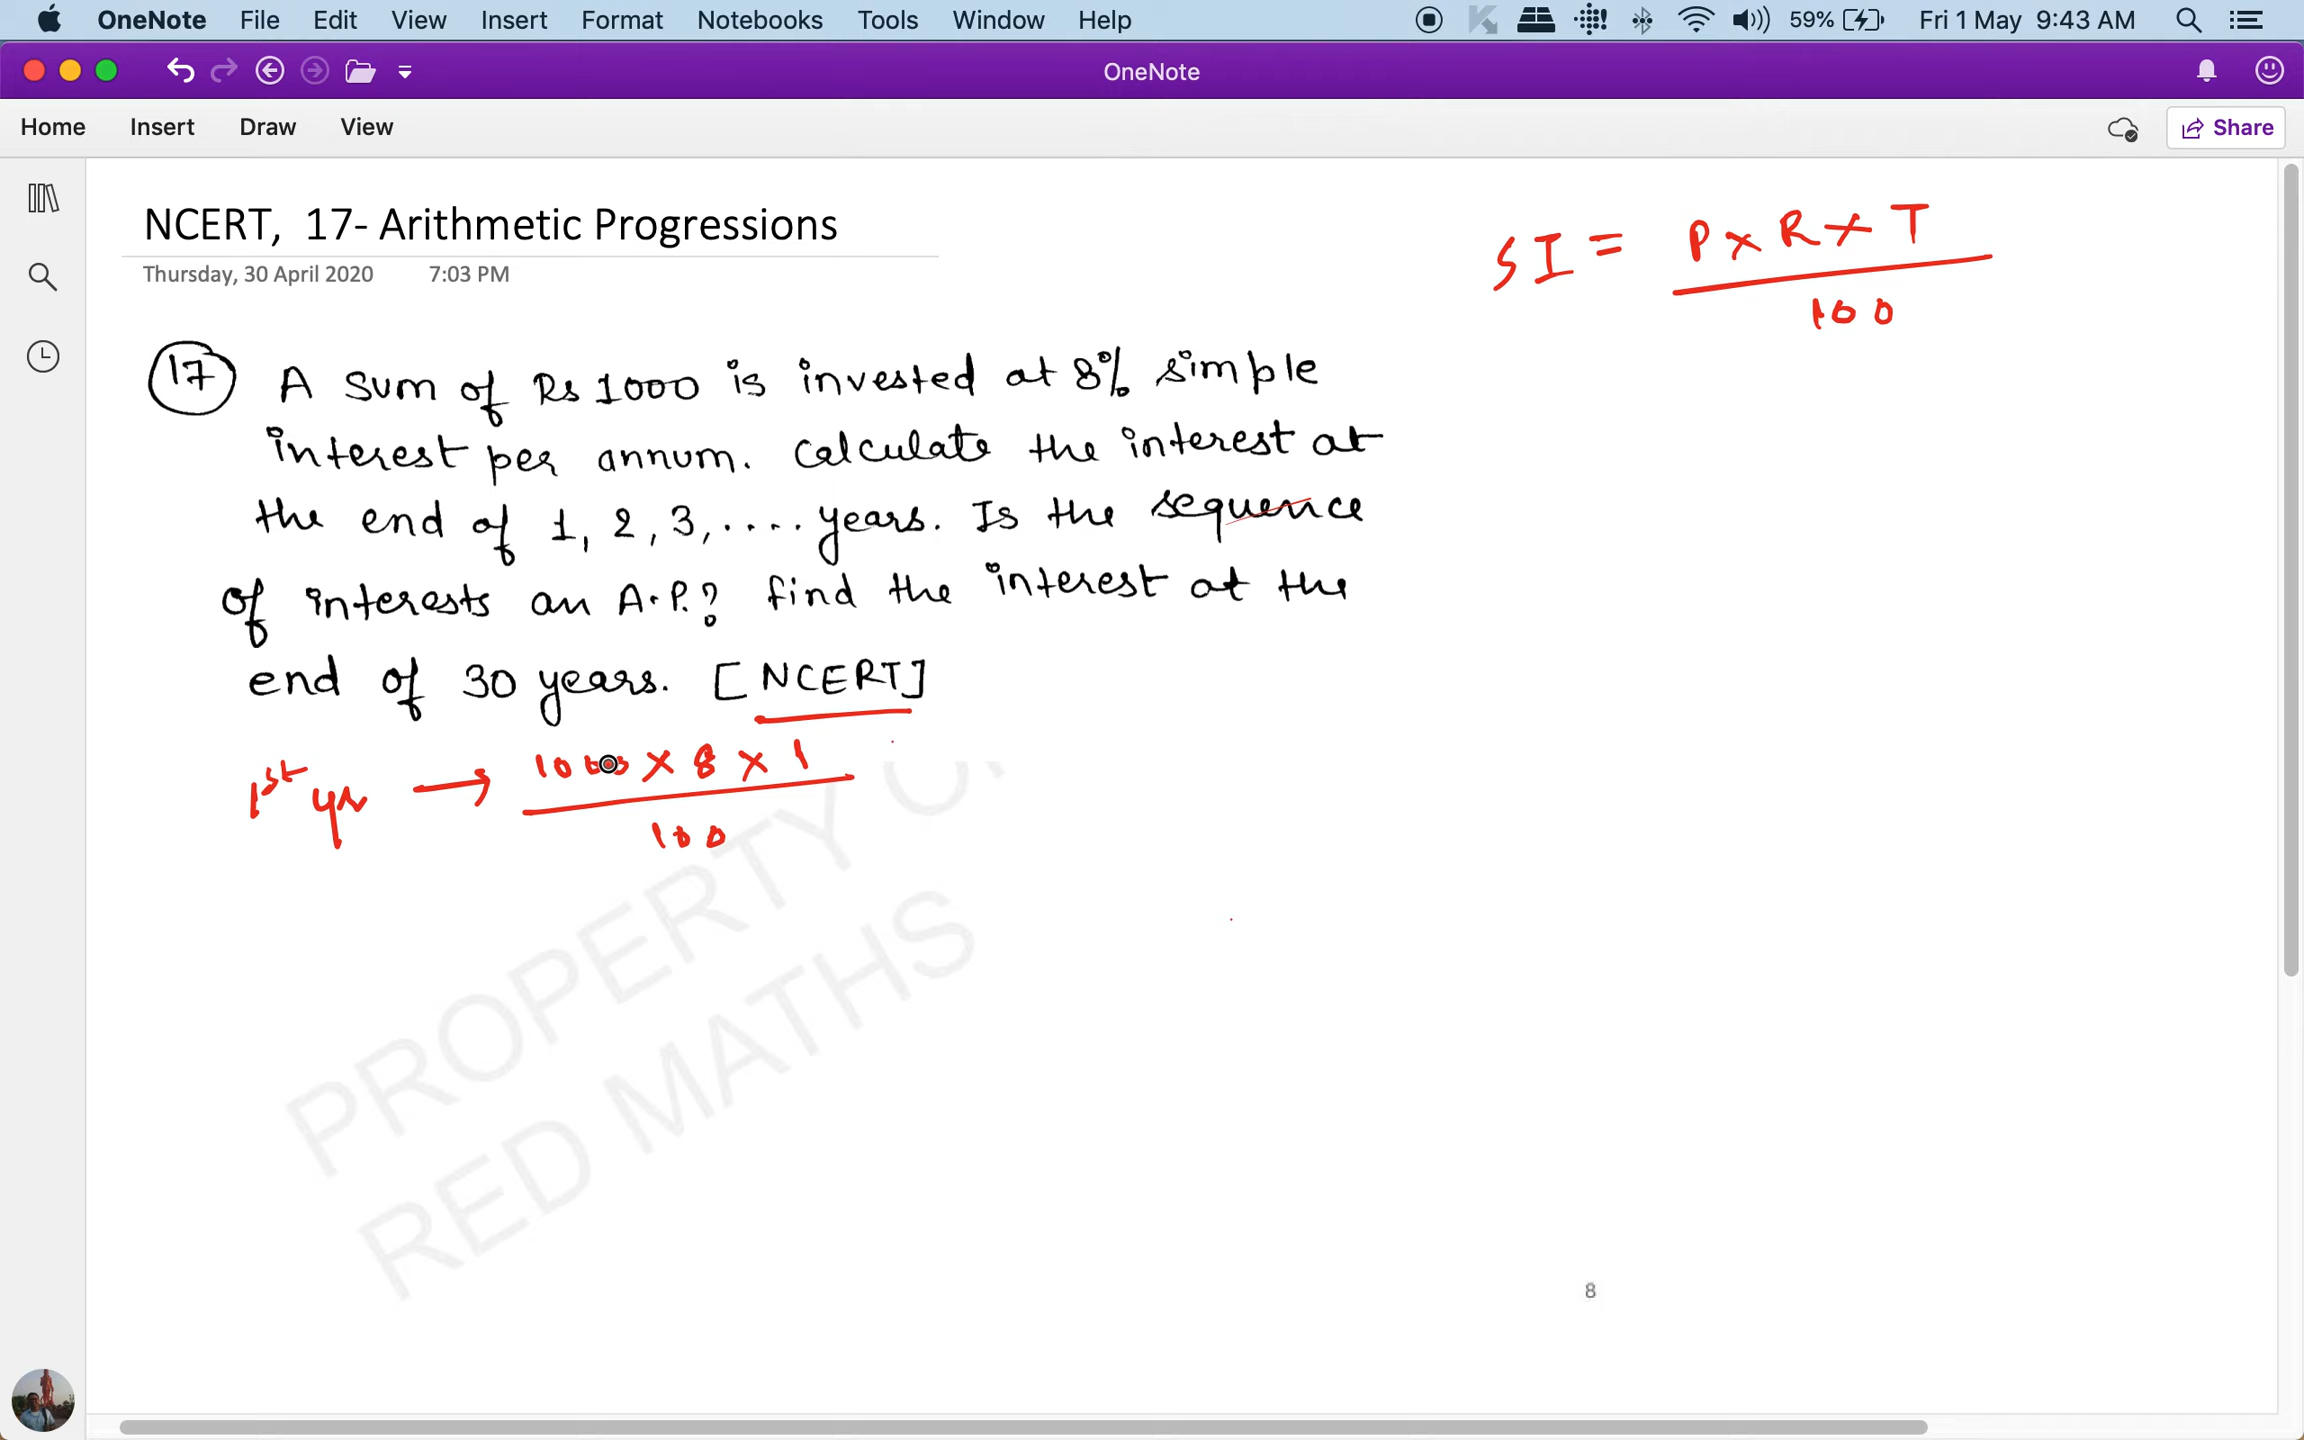 OneNote File Edit View Insert Format Notebooks Tools Window Help 59% Fri 1 May 9:43 AM
OneNote
Home Insert Draw View Share
NCERT, 17- Arithmetic Progressions
Thursday, 30 April 2020 7:03 PM
SI = P × R × T
100
17 A sum of Rs 1000 is invested at 8% simple
interest per annum. Calculate the interest at
the end of 1, 2, 3, .... years. Is the sequence
of interests an A.P.? find the interest at the
end of 30 years. [NCERT]
1st yr → 1000 × 8 × 1
100
PROPERTY
RED MATHS
8